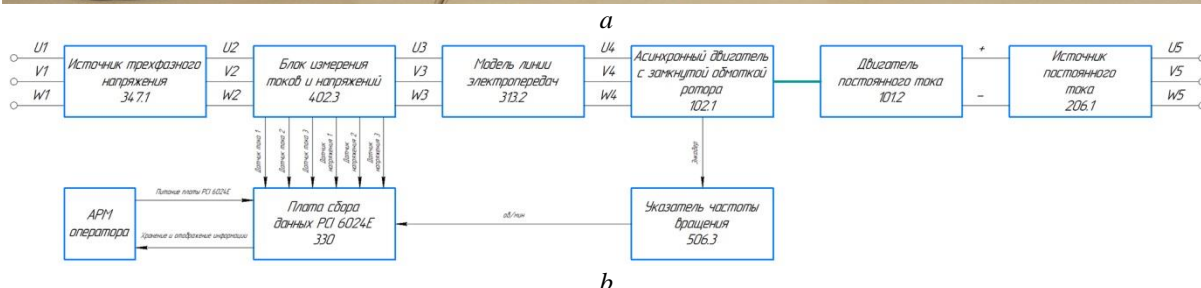 a
U1 U2 U3 U4 U5
V1 V2 V3 V4 V5
W1 W2 W3 W4 W5
Источник трехфазного
напряжения
347.1
Блок измерения
токов и напряжений
402.3
Модель линии
электропередач
313.2
Асинхронный двигатель
с замкнутой обмоткой
ротора
102.1
Двигатель
постоянного тока
101.2
+
−
Источник
постоянного
тока
206.1
Датчик тока 1
Датчик тока 2
Датчик тока 3
Датчик
напряжения 1
Датчик
напряжения 2
Датчик
напряжения 3
Энкодер
АРМ
оператора
Питание платы PCI 6024E
Хранение и отображение информации
Плата сбора
данных PCI 6024E
330
об/мин
Указатель частоты
вращения
506.3
b